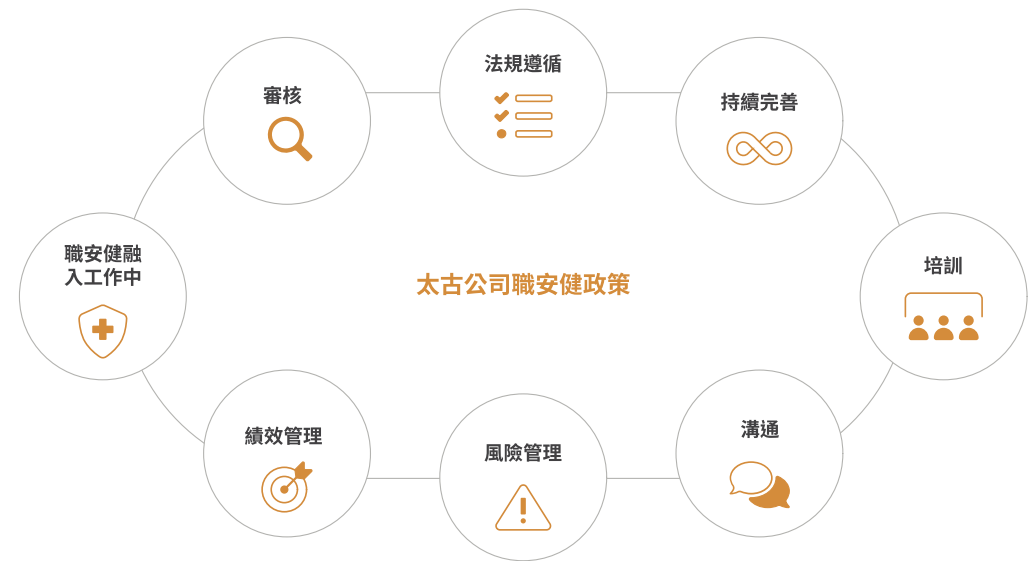 法規遵循
審核
持續完善
職安健融
入工作中
培訓
太古公司職安健政策
績效管理
風險管理
溝通